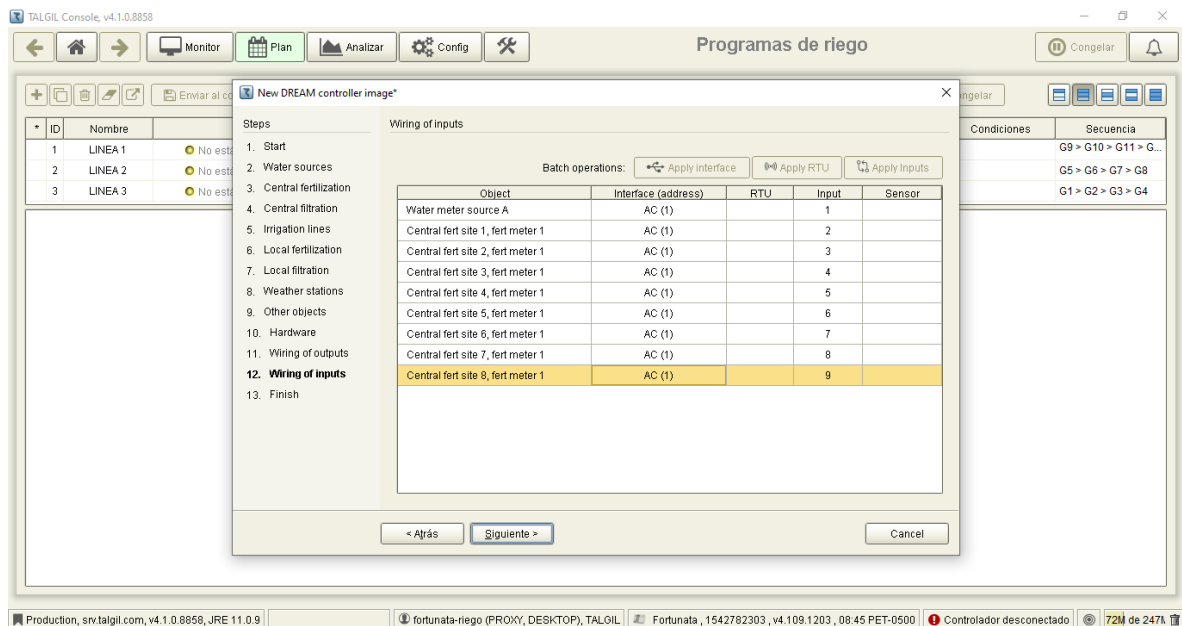 TALGIL Console, v4.1.0.8858
Monitor Plan Analizar Config Programas de riego Congelar
Enviar al co
New DREAM controller image*
ngelar
* ID Nombre Condiciones Secuencia
1 LINEA 1 No está G9 > G10 > G11 > G...
2 LINEA 2 No está G5 > G6 > G7 > G8
3 LINEA 3 No está G1 > G2 > G3 > G4
Steps
1. Start
2. Water sources
3. Central fertilization
4. Central filtration
5. Irrigation lines
6. Local fertilization
7. Local filtration
8. Weather stations
9. Other objects
10. Hardware
11. Wiring of outputs
12. Wiring of inputs
13. Finish
Wiring of inputs
Batch operations: Apply interface Apply RTU Apply Inputs
Object Interface (address) RTU Input Sensor
Water meter source A AC (1) 1
Central fert site 1, fert meter 1 AC (1) 2
Central fert site 2, fert meter 1 AC (1) 3
Central fert site 3, fert meter 1 AC (1) 4
Central fert site 4, fert meter 1 AC (1) 5
Central fert site 5, fert meter 1 AC (1) 6
Central fert site 6, fert meter 1 AC (1) 7
Central fert site 7, fert meter 1 AC (1) 8
Central fert site 8, fert meter 1 AC (1) 9
< Atrás Siguiente > Cancel
Production, srv.talgil.com, v4.1.0.8858, JRE 11.0.9 fortunata-riego (PROXY, DESKTOP), TALGIL Fortunata , 1542782303 , v4.109.1203 , 08:45 PET-0500 Controlador desconectado 72M de 247M